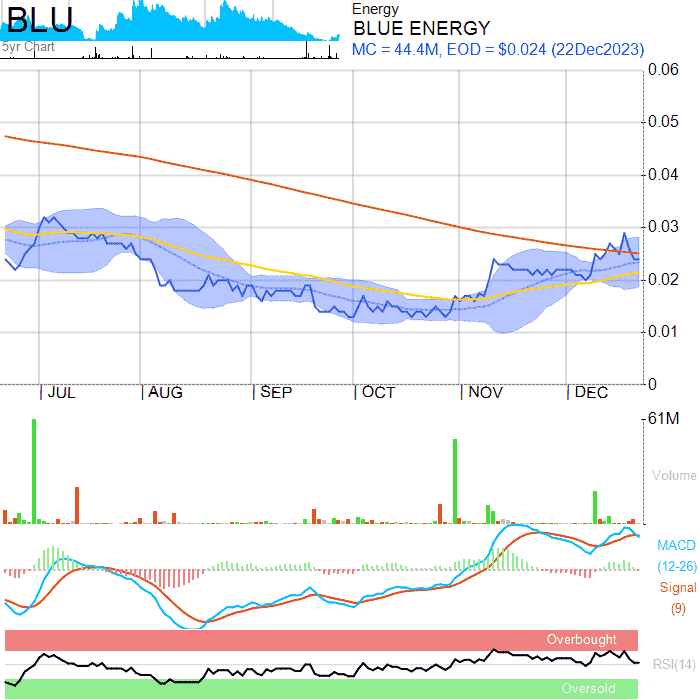 BLU
5yr Chart
Energy
BLUE ENERGY
MC = 44.4M, EOD = $0.024 (22Dec2023)
0.06
0.05
0.04
0.03
0.02
0.01
0
JUL AUG SEP OCT NOV DEC
61M
Volume
MACD
(12-26)
Signal
(9)
Overbought
RSI(14)
Oversold